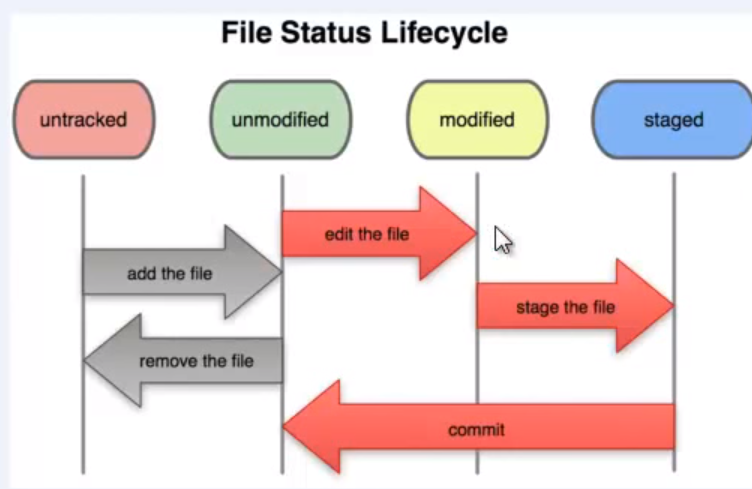 File Status Lifecycle
untracked
unmodified
modified
staged
edit the file
add the file
stage the file
remove the file
commit